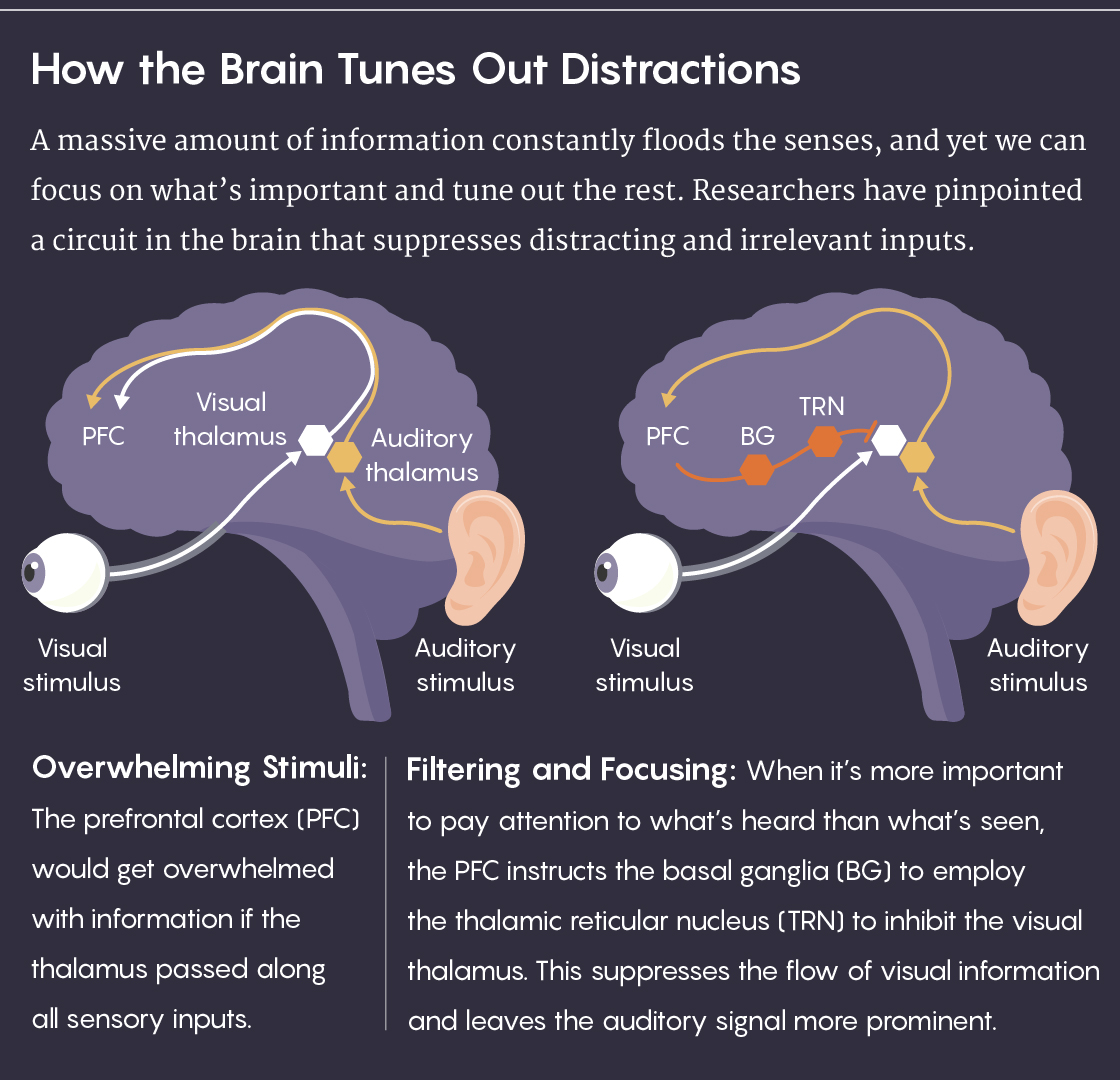 How the Brain Tunes Out Distractions
A massive amount of information constantly floods the senses, and yet we can
focus on what’s important and tune out the rest. Researchers have pinpointed
a circuit in the brain that suppresses distracting and irrelevant inputs.
PFC
Visual
thalamus
Auditory
thalamus
Visual
stimulus
Auditory
stimulus
PFC
BG
TRN
Visual
stimulus
Auditory
stimulus
Overwhelming Stimuli:
The prefrontal cortex (PFC)
would get overwhelmed
with information if the
thalamus passed along
all sensory inputs.
Filtering and Focusing: When it’s more important
to pay attention to what’s heard than what’s seen,
the PFC instructs the basal ganglia (BG) to employ
the thalamic reticular nucleus (TRN) to inhibit the visual
thalamus. This suppresses the flow of visual information
and leaves the auditory signal more prominent.